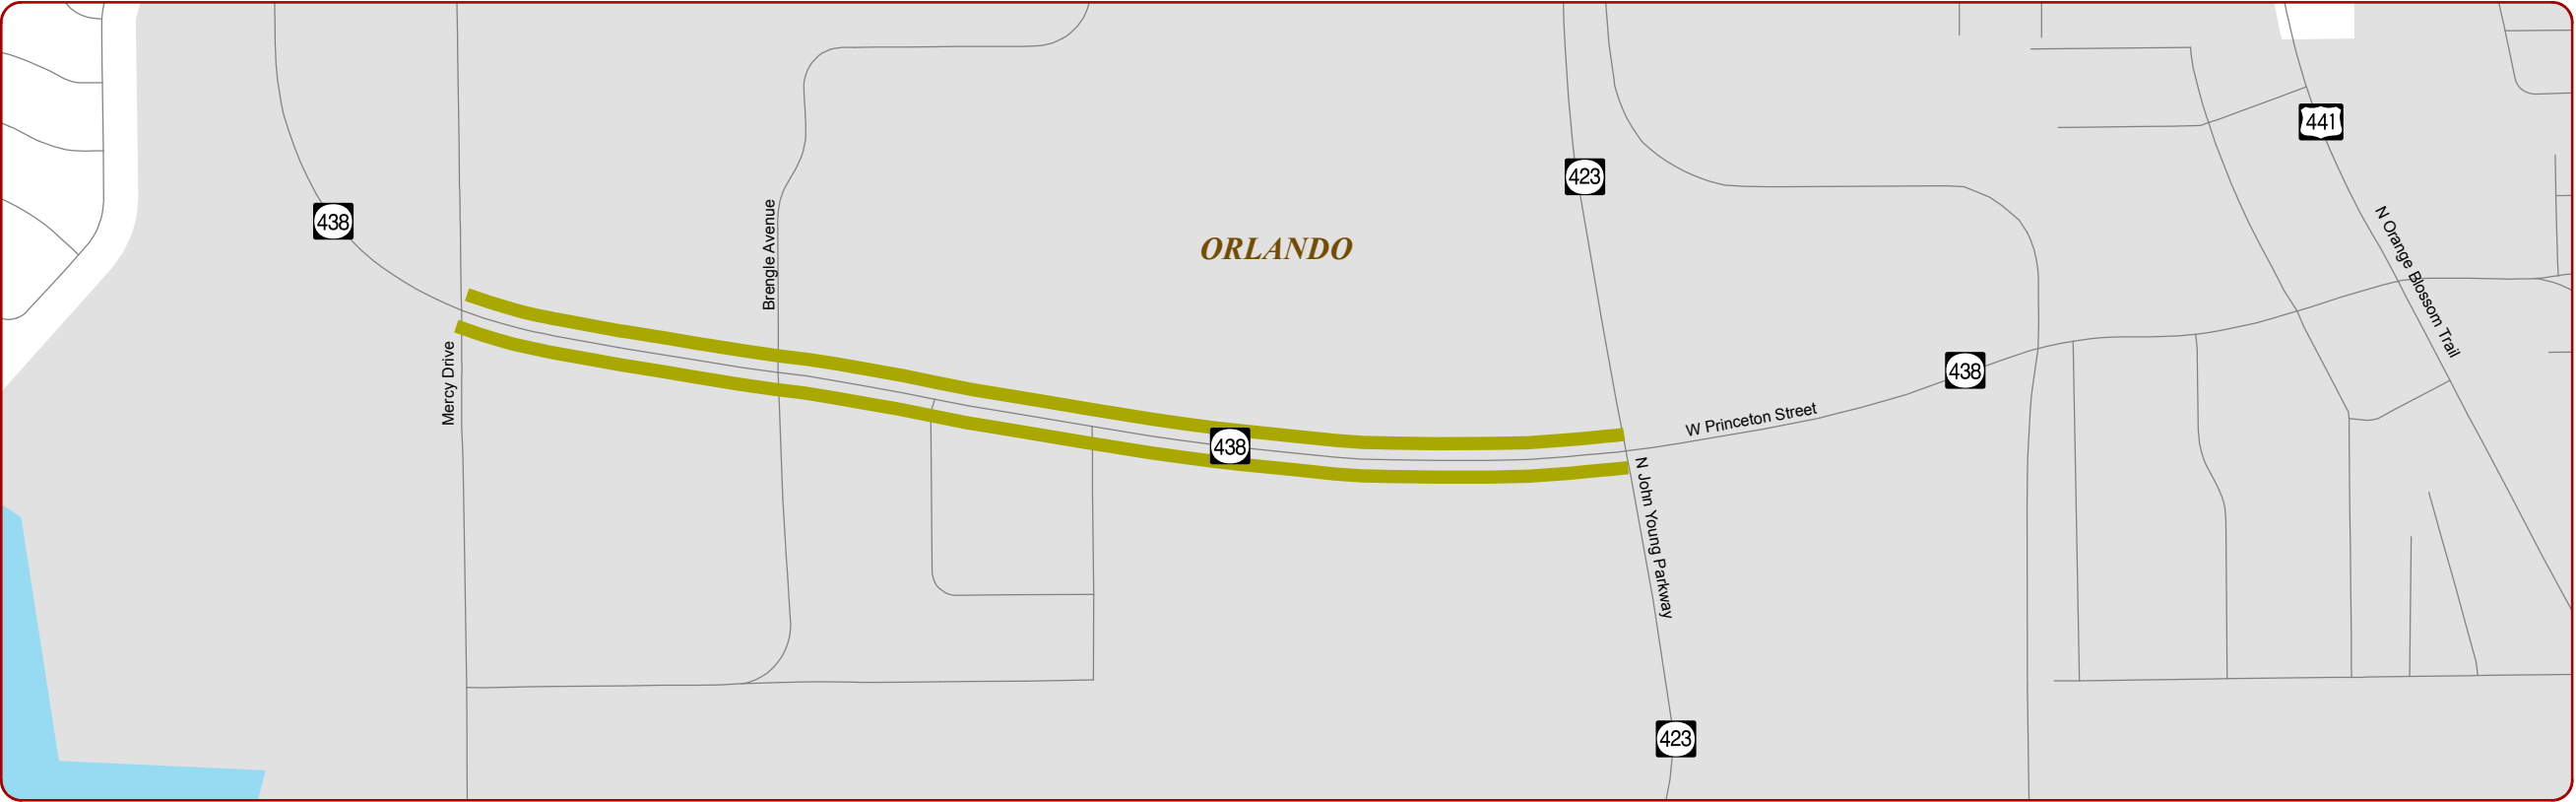 441
423
438
Brengle Avenue
ORLANDO
N Orange Blossom Trail
Mercy Drive
438
W Princeton Street
438
N John Young Parkway
423